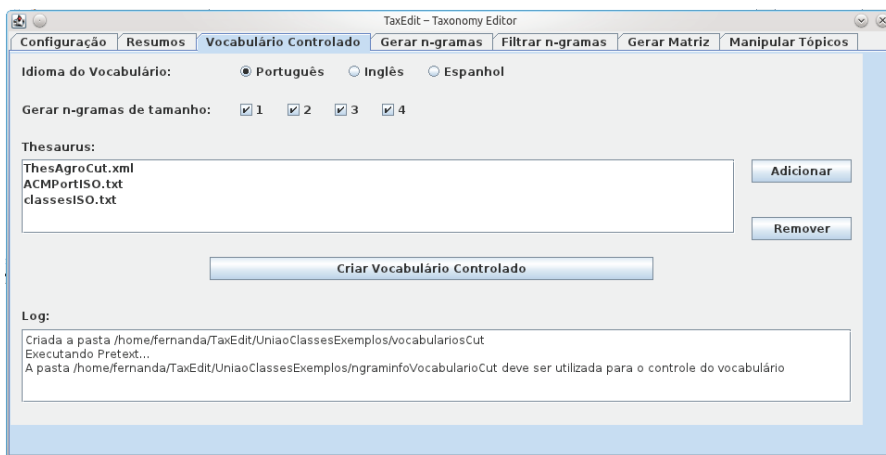 TaxEdit – Taxonomy Editor
Configuração Resumos Vocabulário Controlado Gerar n-gramas Filtrar n-gramas Gerar Matriz Manipular Tópicos
Idioma do Vocabulário: Português Inglês Espanhol
Gerar n-gramas de tamanho: 1 2 3 4
Thesaurus:
ThesAgroCut.xml
ACMPortISO.txt
classesISO.txt
Adicionar
Remover
Criar Vocabulário Controlado
Log:
Criada a pasta /home/fernanda/TaxEdit/UniaoClassesExemplos/vocabulariosCut
Executando Pretext...
A pasta /home/fernanda/TaxEdit/UniaoClassesExemplos/ngraminfoVocabularioCut deve ser utilizada para o controle do vocabulário